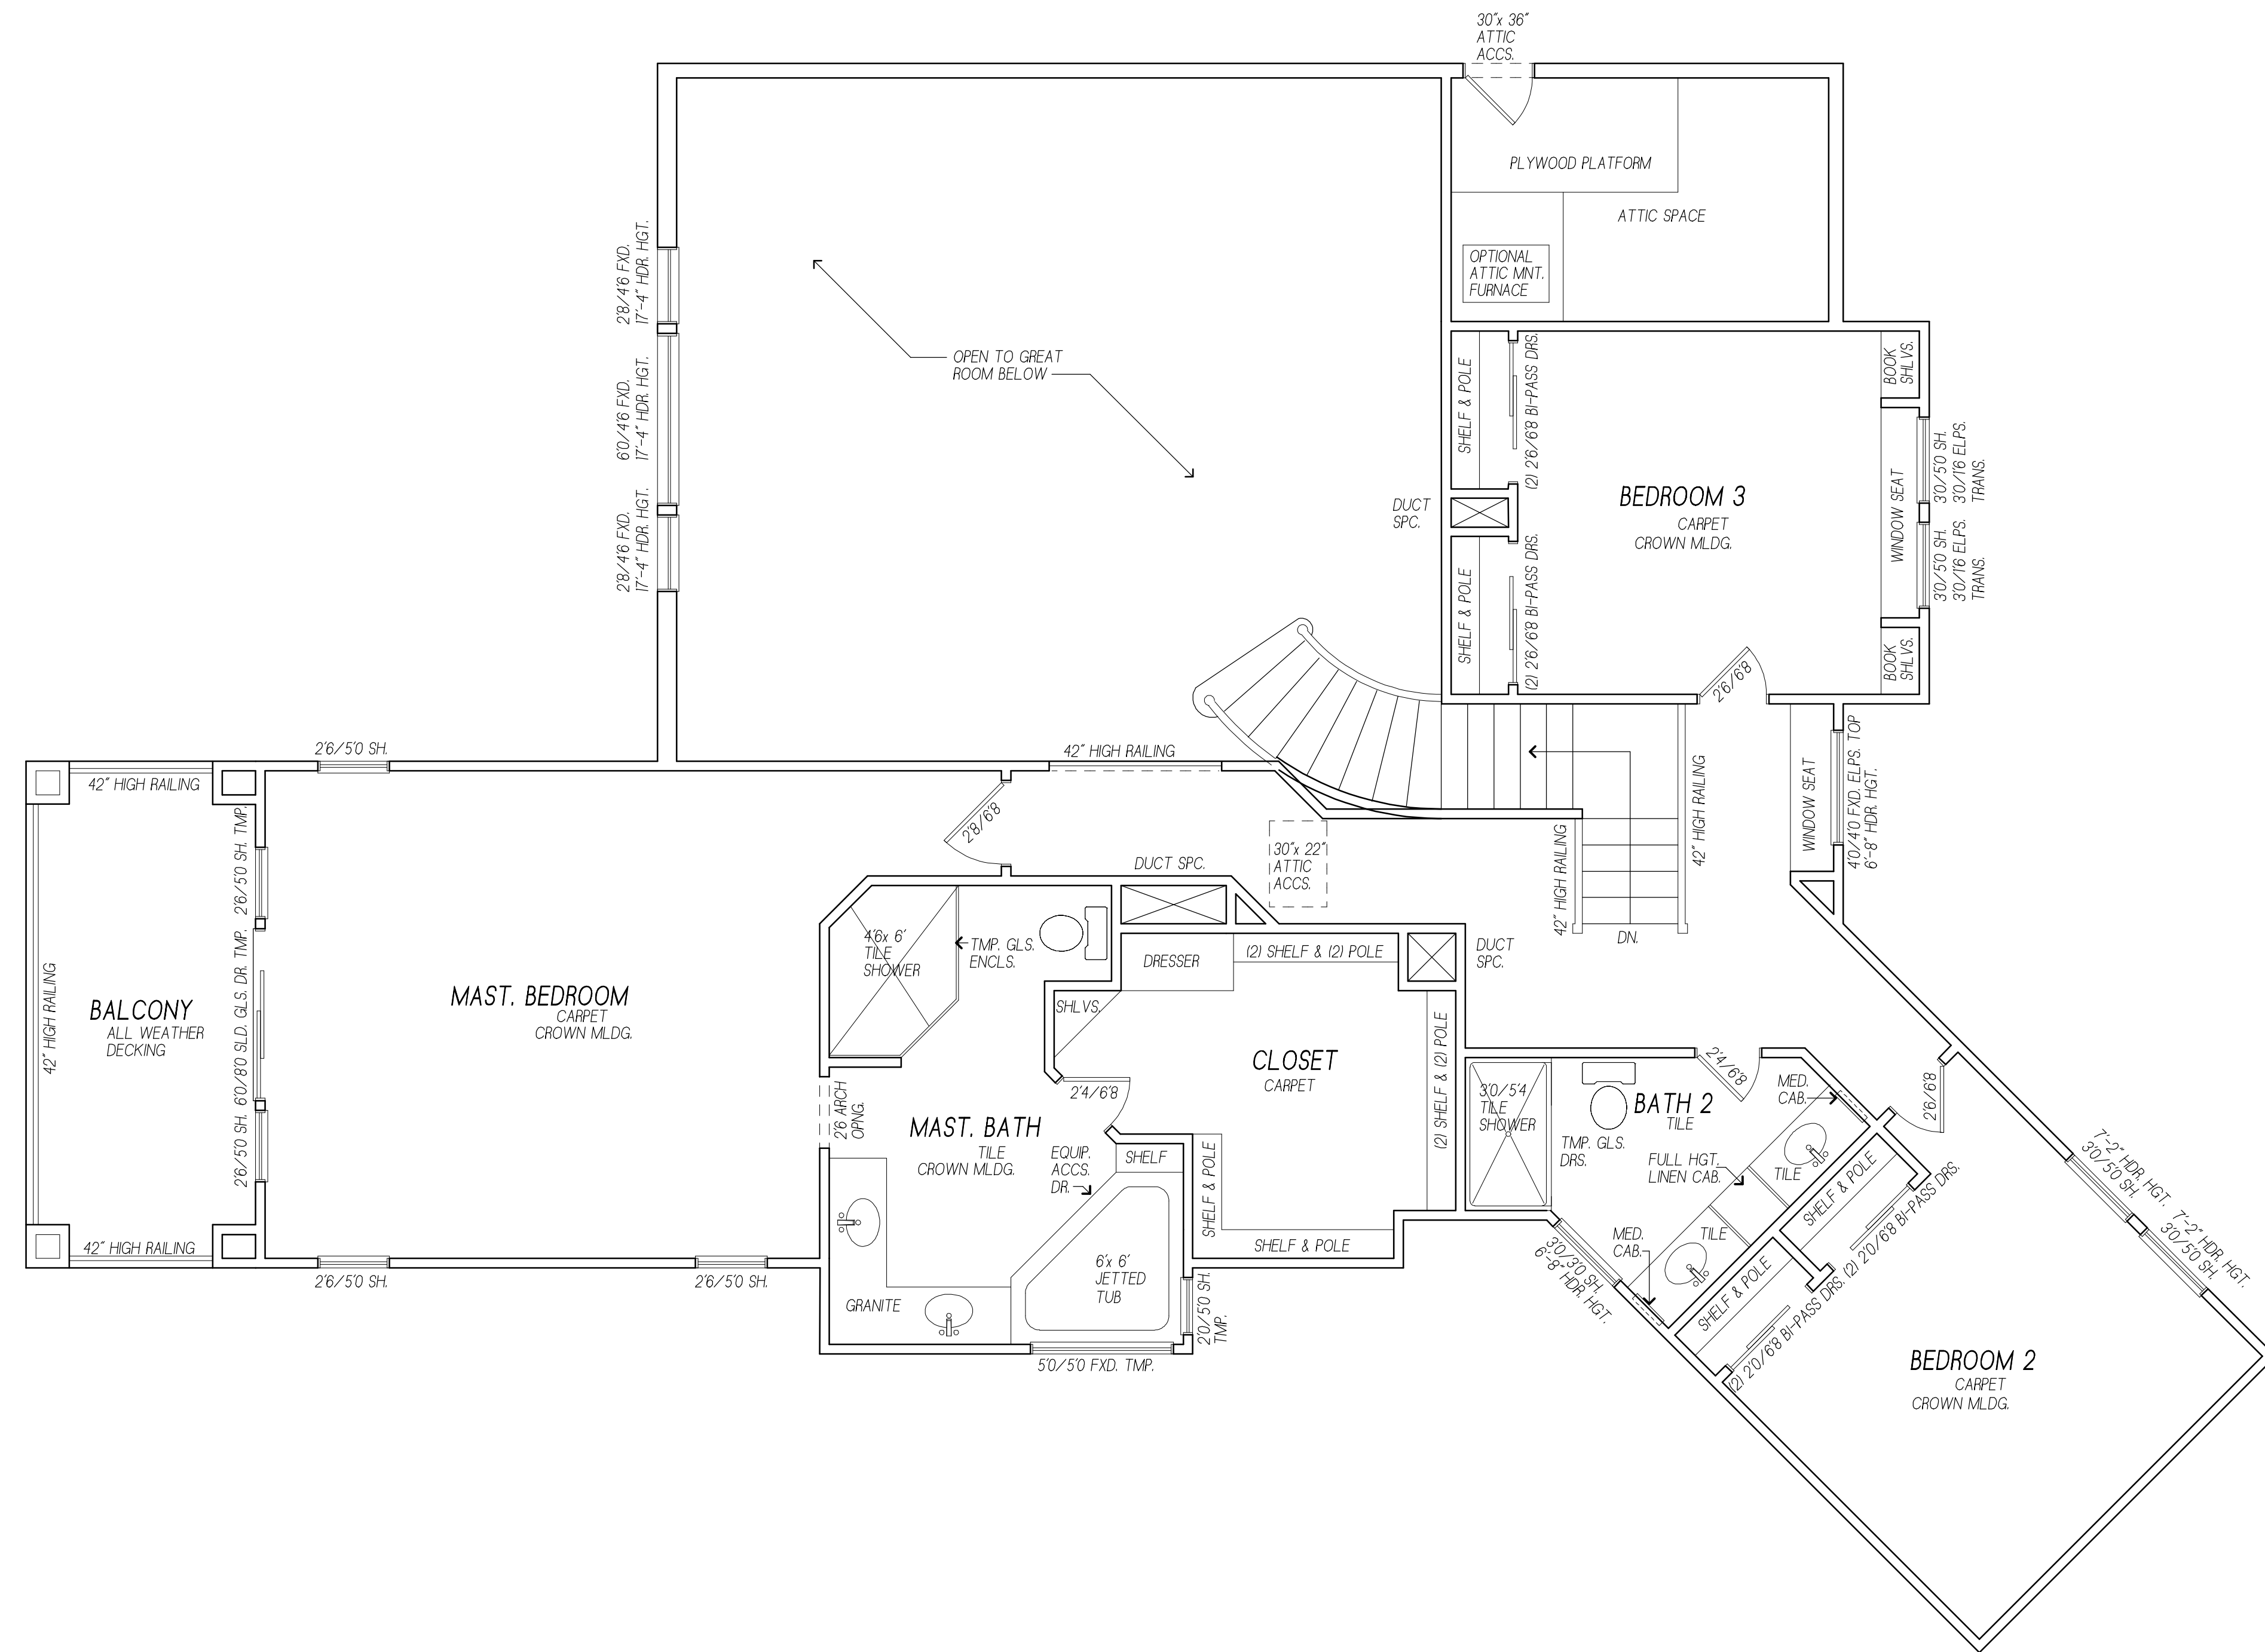 30"x 36"
ATTIC
ACCS.
PLYWOOD PLATFORM
ATTIC SPACE
OPTIONAL
ATTIC MNT.
FURNACE
2'8/4'6 FXD.
17'-4" HDR. HGT.
6'0/4'6 FXD.
17'-4" HDR. HGT.
2'8/4'6 FXD.
17'-4" HDR. HGT.
OPEN TO GREAT
ROOM BELOW
SHELF & POLE
(2) 2'6/6'8 BI-PASS DRS.
DUCT
SPC.
SHELF & POLE
(2) 2'6/6'8 BI-PASS DRS.
BEDROOM 3
CARPET
CROWN MLDG.
BOOK
SHLVS.
WINDOW SEAT
BOOK
SHLVS.
3'0/5'0 SH.
3'0/1'6 ELPS.
TRANS.
3'0/5'0 SH.
3'0/1'6 ELPS.
TRANS.
2'6/6'8
2'6/5'0 SH.
42" HIGH RAILING
42" HIGH RAILING
42" HIGH RAILING
42" HIGH RAILING
DN.
WINDOW SEAT
4'0/4'0 FXD. ELPS. TOP
6'-8" HDR. HGT.
42" HIGH RAILING
42" HIGH RAILING
BALCONY
ALL WEATHER
DECKING
42" HIGH RAILING
2'6/5'0 SH. TMP.
6'0/8'0 SLD. GLS. DR. TMP.
2'6/5'0 SH.
MAST. BEDROOM
CARPET
CROWN MLDG.
2'8/6'8
DUCT SPC.
30"x 22"
ATTIC
ACCS.
4'6x 6'
TILE
SHOWER
TMP. GLS.
ENCLS.
DRESSER
(2) SHELF & (2) POLE
DUCT
SPC.
SHLVS.
CLOSET
CARPET
(2) SHELF & (2) POLE
2'4/6'8
2'6 ARCH
OPNG.
MAST. BATH
TILE
CROWN MLDG.
EQUIP.
ACCS.
DR.
SHELF
SHELF & POLE
SHELF & POLE
6'x 6'
JETTED
TUB
GRANITE
2'0/5'0 SH.
TMP.
5'0/5'0 FXD. TMP.
2'6/5'0 SH.
2'6/5'0 SH.
3'0/5'4
TILE
SHOWER
TMP. GLS.
DRS.
BATH 2
TILE
2'4/6'8
MED.
CAB.
2'6/6'8
FULL HGT.
LINEN CAB.
TILE
TILE
MED.
CAB.
3'0/3'0 SH.
6'-8" HDR. HGT.
SHELF & POLE
(2) 2'0/6'8 BI-PASS DRS.
SHELF & POLE
(2) 2'0/6'8 BI-PASS DRS.
7'-2" HDR. HGT.
3'0/5'0 SH.
7'-2" HDR. HGT.
3'0/5'0 SH.
BEDROOM 2
CARPET
CROWN MLDG.